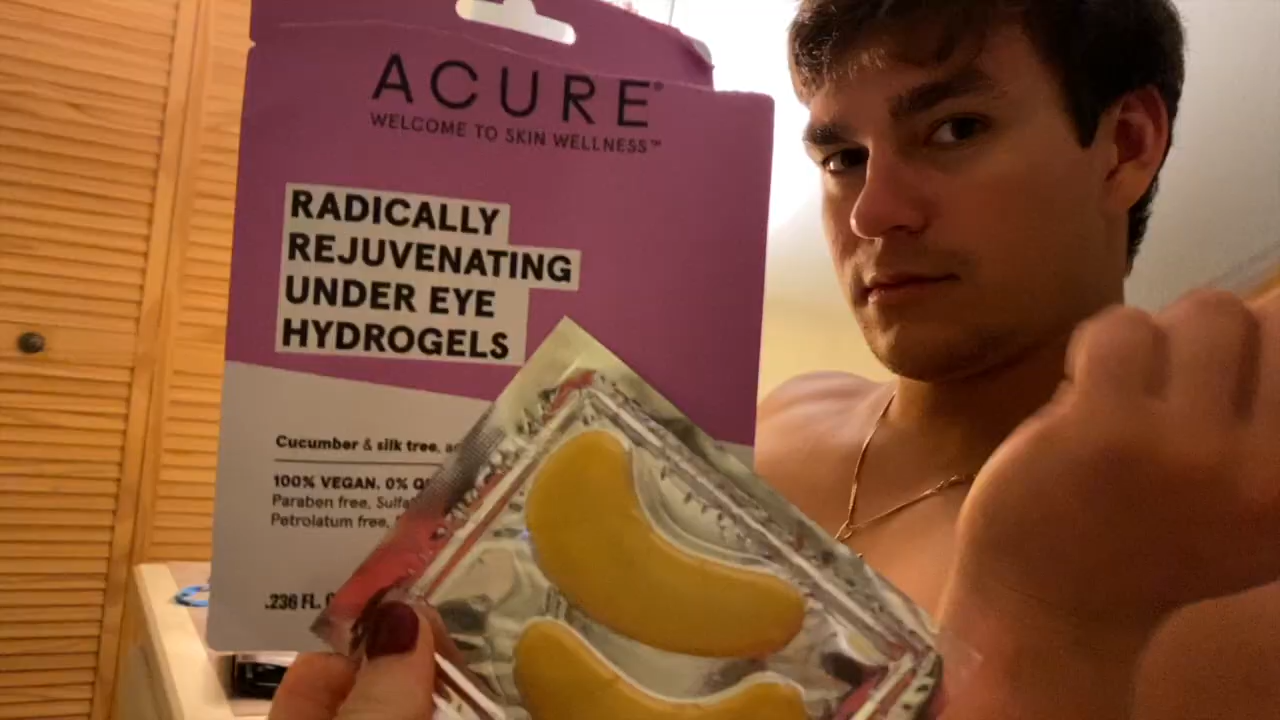 ACURE®
WELCOME TO SKIN WELLNESS™
RADICALLY
REJUVENATING
UNDER EYE
HYDROGELS
Cucumber & silk tree,
100% VEGAN, 0%
Paraben free,
Petrolatum free,
.236 FL.